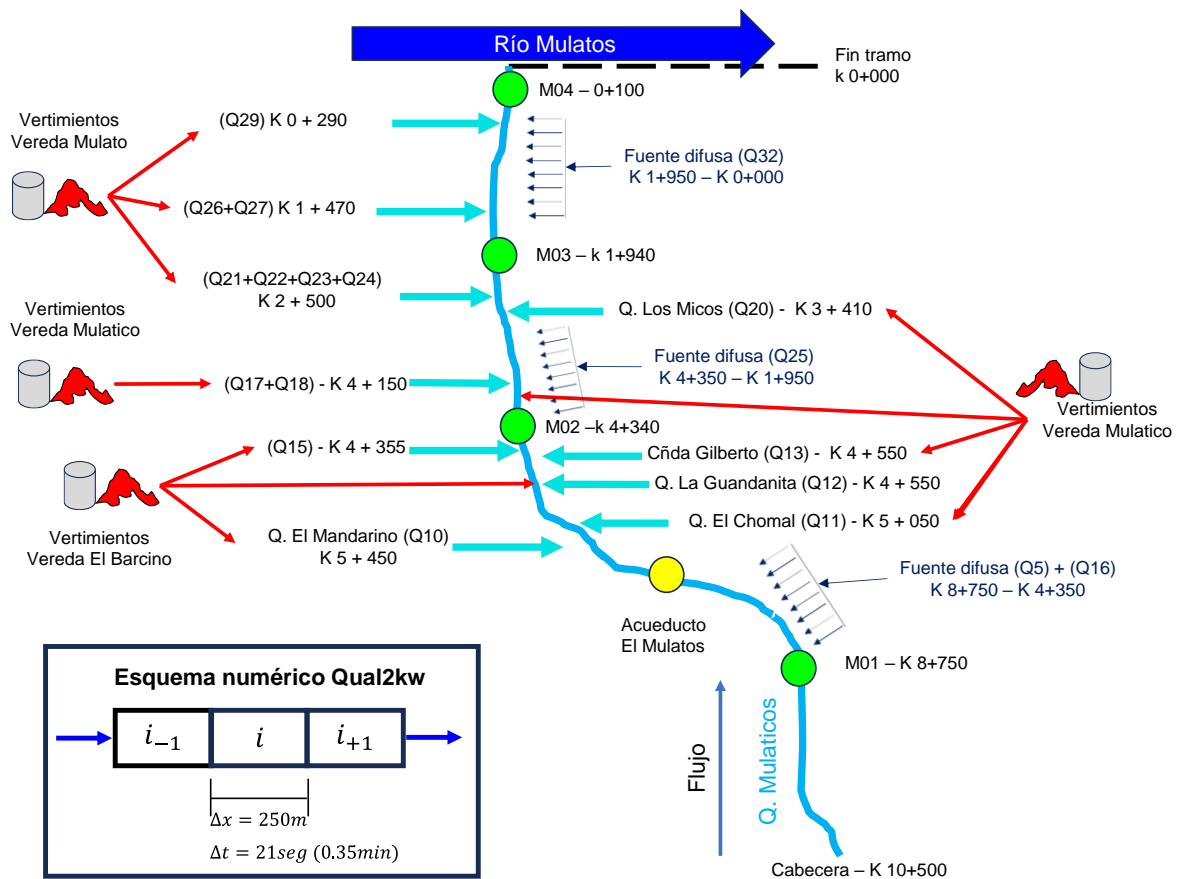 Río Mulatos
Fin tramo
k 0+000
M04 – 0+100
Vertimientos
Vereda Mulato
(Q29) K 0 + 290
Fuente difusa (Q32)
K 1+950 – K 0+000
(Q26+Q27) K 1 + 470
M03 – k 1+940
(Q21+Q22+Q23+Q24)
K 2 + 500
Q. Los Micos (Q20) - K 3 + 410
Vertimientos
Vereda Mulatico
Fuente difusa (Q25)
K 4+350 – K 1+950
(Q17+Q18) - K 4 + 150
Vertimientos
Vereda Mulatico
M02 –k 4+340
(Q15) - K 4 + 355
Cñda Gilberto (Q13) - K 4 + 550
Q. La Guandanita (Q12) - K 4 + 550
Q. El Chomal (Q11) - K 5 + 050
Vertimientos
Vereda El Barcino
Q. El Mandarino (Q10)
K 5 + 450
Fuente difusa (Q5) + (Q16)
K 8+750 – K 4+350
Acueducto
El Mulatos
M01 – K 8+750
Esquema numérico Qual2kw
i−1 i i+1
Δx = 250m
Δt = 21seg (0.35min)
Flujo
Q. Mulaticos
Cabecera – K 10+500